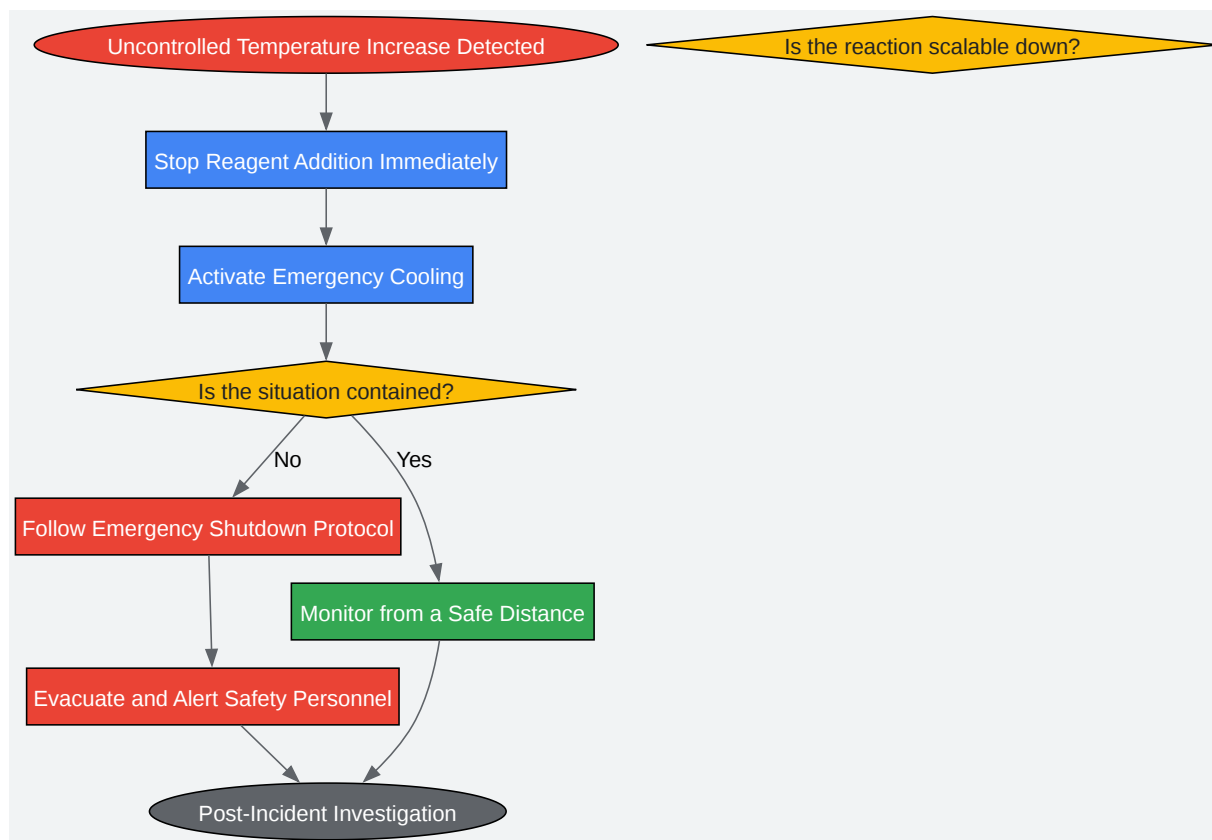 Uncontrolled Temperature Increase Detected
Is the reaction scalable down?
Stop Reagent Addition Immediately
Activate Emergency Cooling
Is the situation contained?
No
Yes
Follow Emergency Shutdown Protocol
Monitor from a Safe Distance
Evacuate and Alert Safety Personnel
Post-Incident Investigation